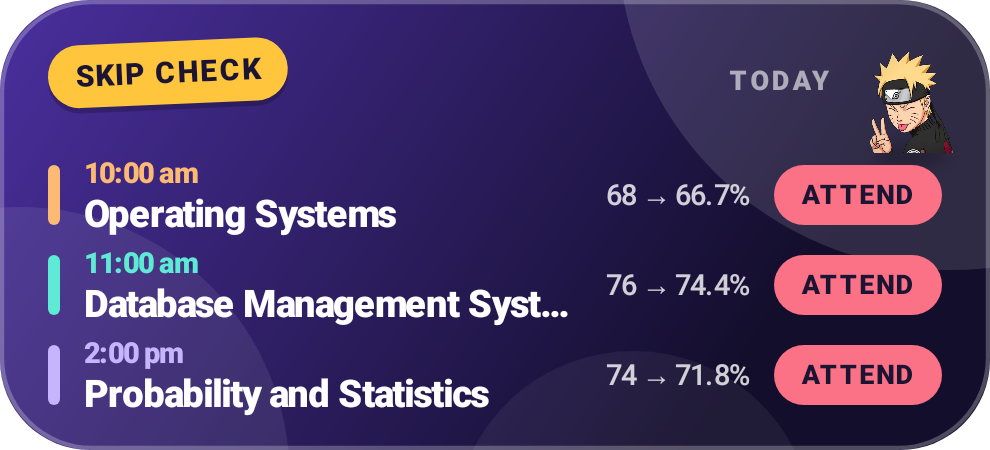 SKIP CHECK
TODAY
10:00 am
Operating Systems
68 → 66.7%
ATTEND
11:00 am
Database Management Syst...
76 → 74.4%
ATTEND
2:00 pm
Probability and Statistics
74 → 71.8%
ATTEND